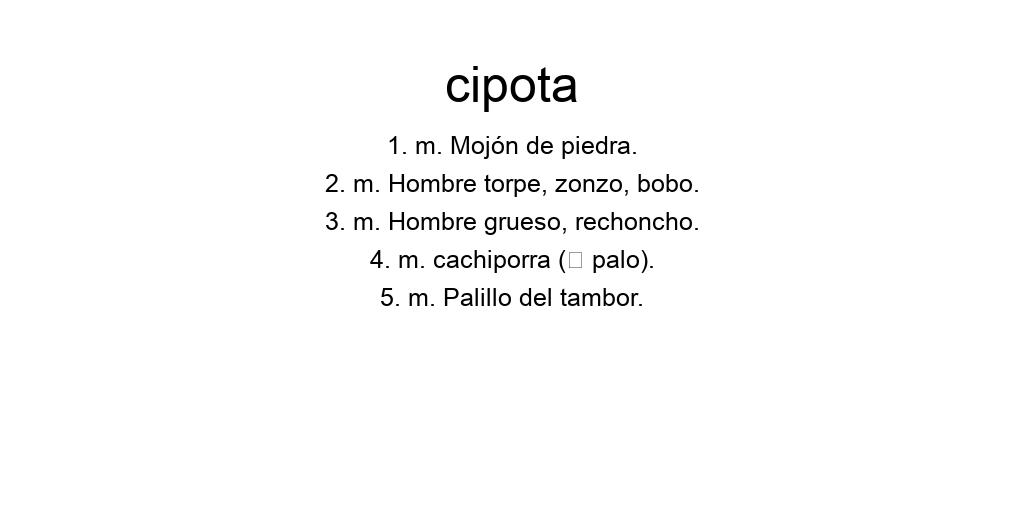 cipota
1. m. Mojón de piedra.
2. m. Hombre torpe, zonzo, bobo.
3. m. Hombre grueso, rechoncho.
4. m. cachiporra (▯ palo).
5. m. Palillo del tambor.